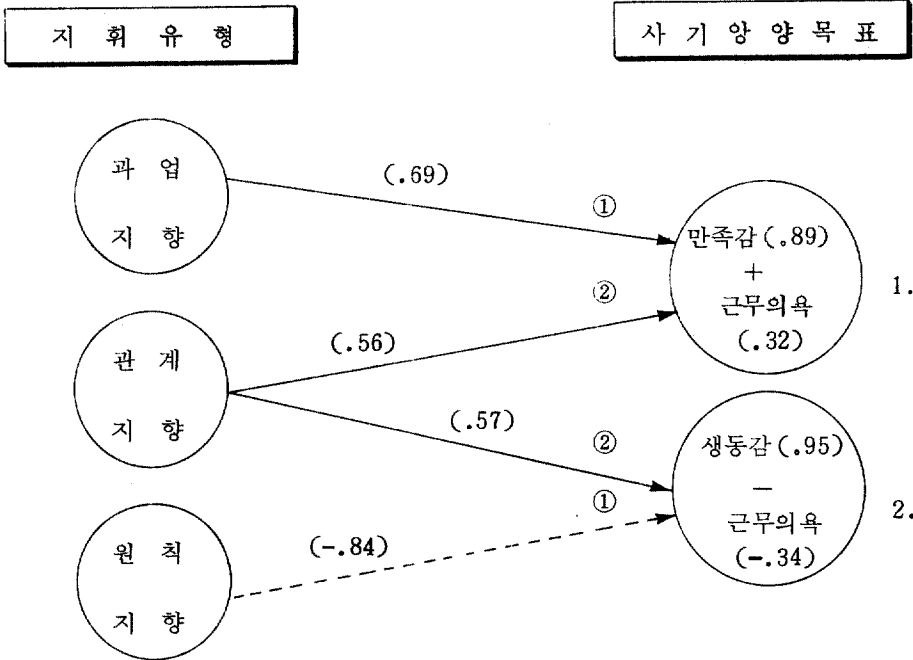 지 휘 유 형
사 기 앙 양 목 표
과 업
지 향
(.69)
①
만족감(.89)
+
근무의욕
(.32)
1.
②
관 계
지 향
(.56)
(.57)
②
생동감(.95)
—
근무의욕
(-.34)
2.
①
원 칙
지 향
(-.84)